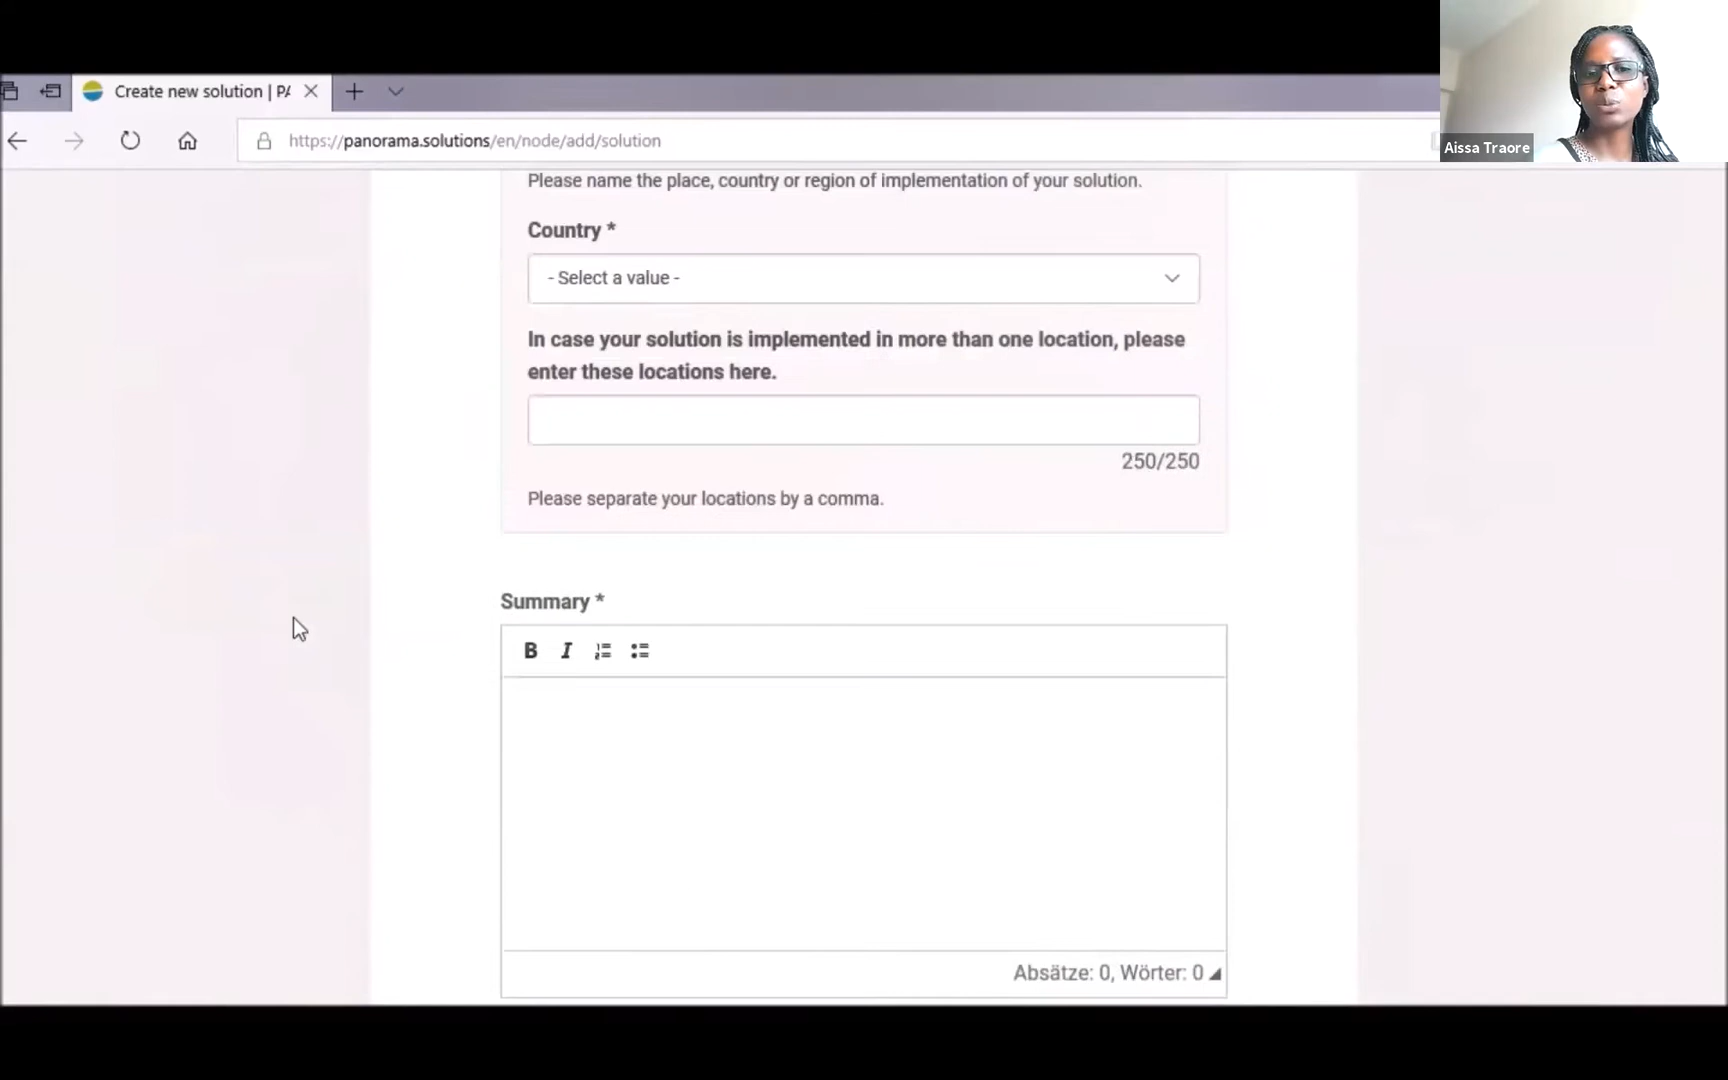 Create new solution | PA
https://panorama.solutions/en/node/add/solution
Aissa Traore
Please name the place, country or region of implementation of your solution.
Country *
- Select a value -
In case your solution is implemented in more than one location, please
enter these locations here.
250/250
Please separate your locations by a comma.
Summary *
B I
Absätze: 0, Wörter: 0